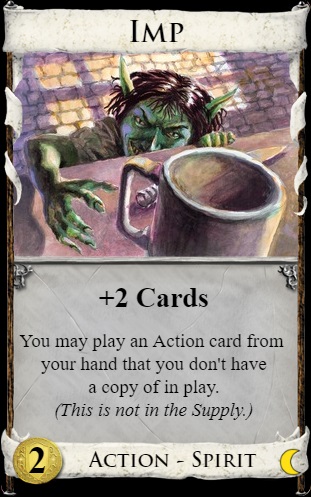 IMP
+2 Cards
You may play an Action card from
your hand that you don't have
a copy of in play.
(This is not in the Supply.)
2
ACTION - SPIRIT